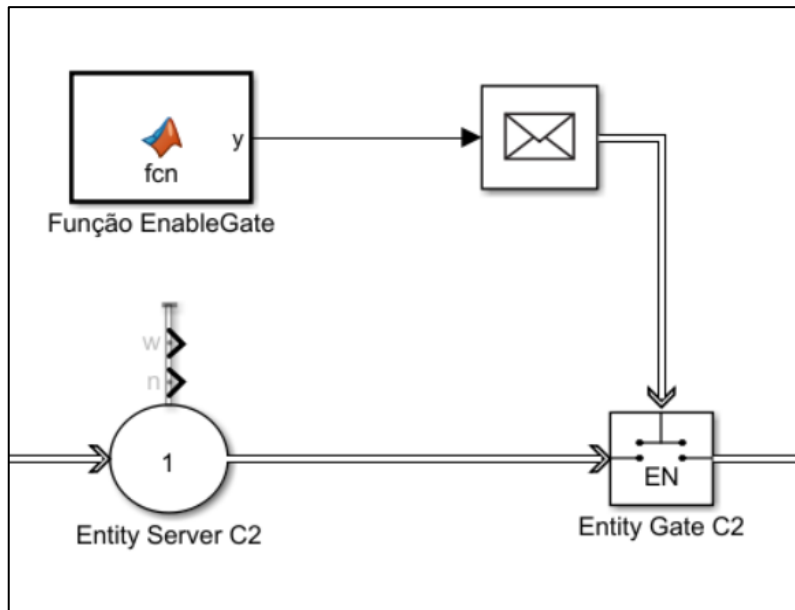 y
fcn
Função EnableGate
w
n
1
EN
Entity Server C2
Entity Gate C2